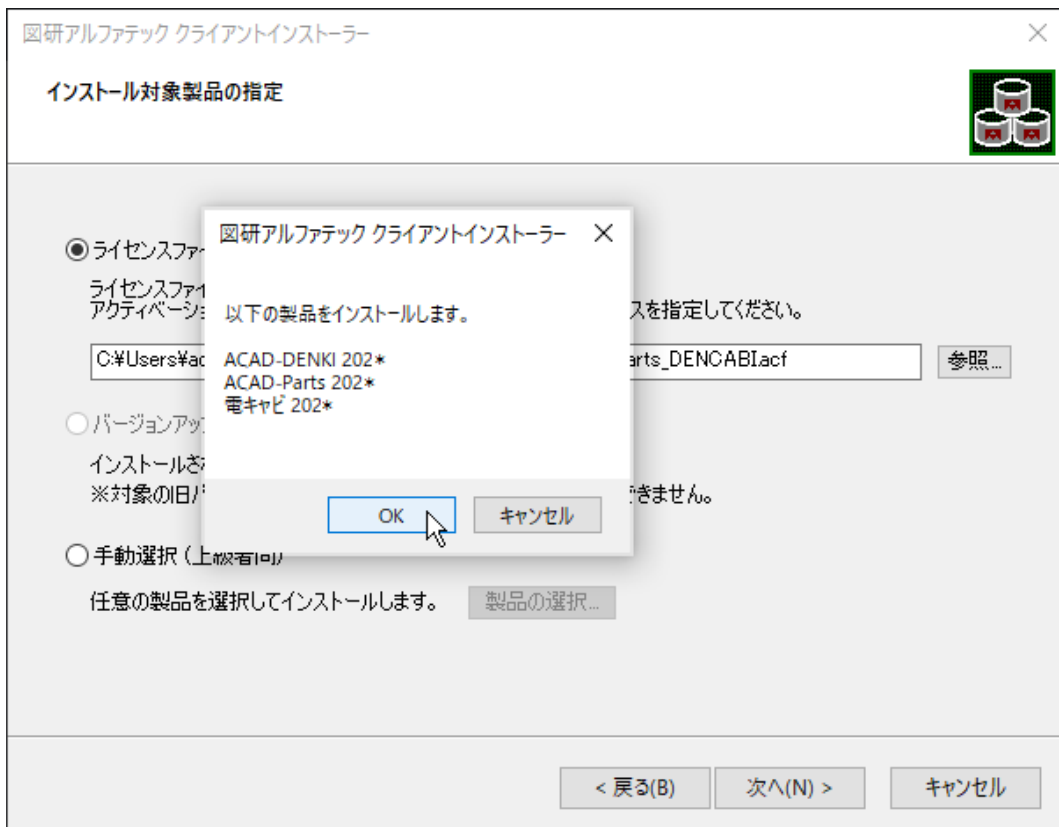 図研アルファテック クライアントインストーラー
インストール対象製品の指定
図研アルファテック クライアントインストーラー
以下の製品をインストールします。
ACAD-DENKI 202*
ACAD-Parts 202*
電キャビ 202*
OK
キャンセル
ライセンスファ
ライセンスファイ
アクティベーショ
スを指定してください。
C:¥Users¥ac
arts_DENCABI.acf
参照...
バージョンアッ
インストールさ
※対象の旧バ
できません。
手動選択（上級者向）
任意の製品を選択してインストールします。
製品の選択...
< 戻る(B)
次へ(N) >
キャンセル